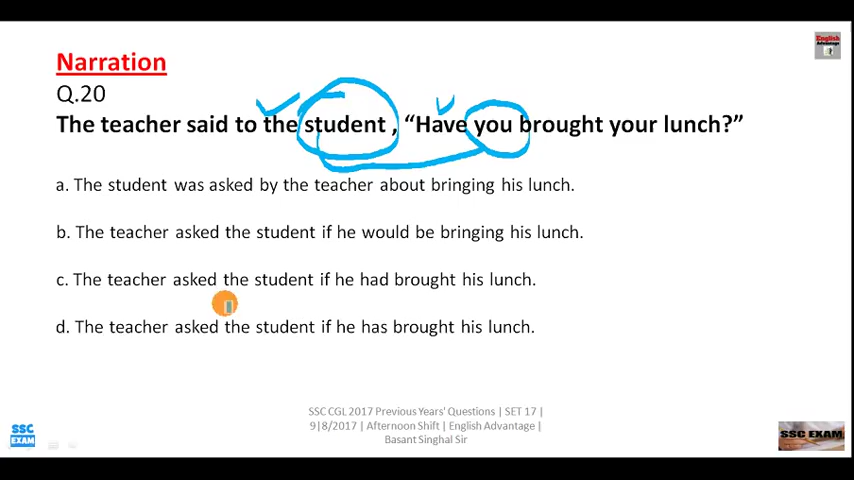 Narration
English
Advantage
Q.20
The teacher said to the student , “Have you brought your lunch?”
a. The student was asked by the teacher about bringing his lunch.
b. The teacher asked the student if he would be bringing his lunch.
c. The teacher asked the student if he had brought his lunch.
d. The teacher asked the student if he has brought his lunch.
SSC CGL 2017 Previous Years' Questions | SET 17 |
9|8/2017 | Afternoon Shift | English Advantage |
Basant Singhal Sir
SSC
EXAM
SSC EXAM